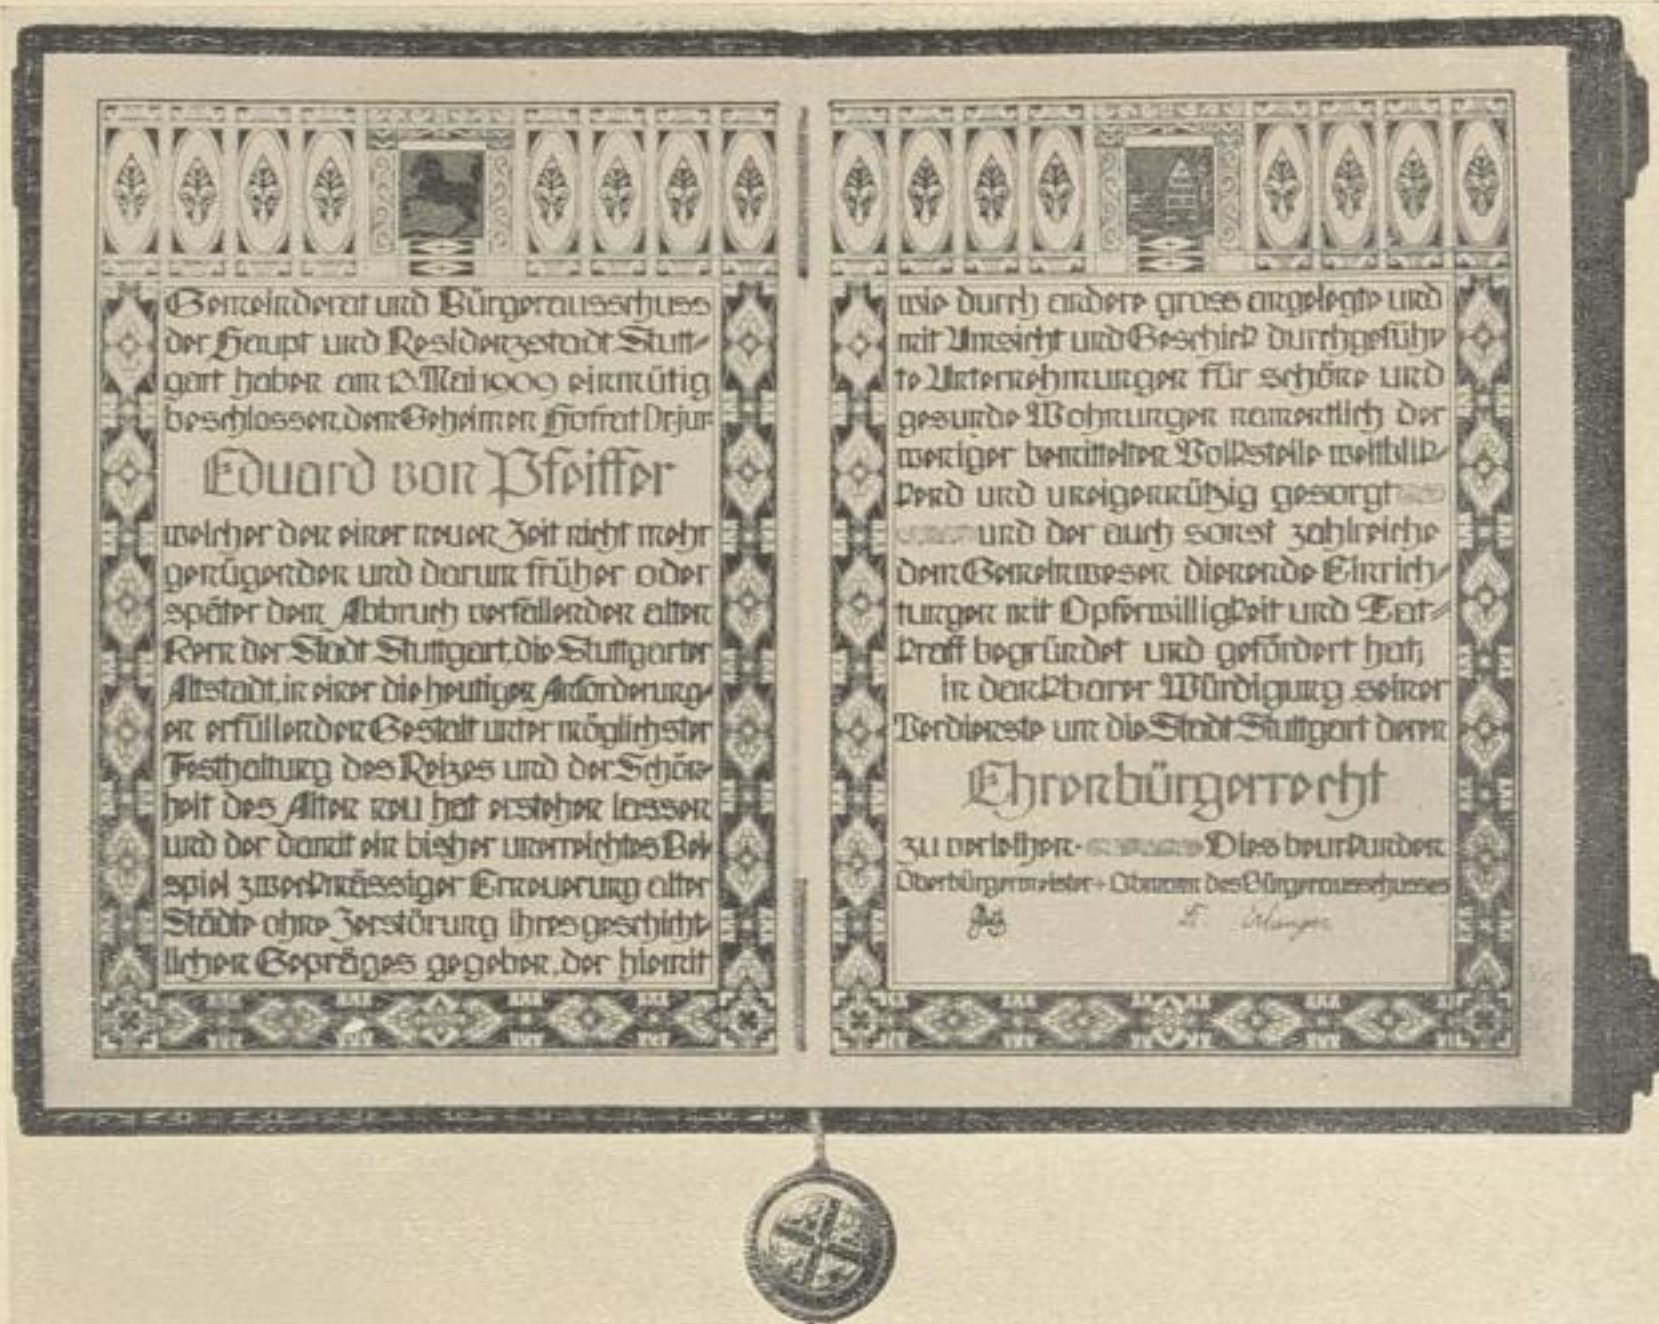 Gemeinderat und Bürgerausschuss
der Haupt und Residenzstadt Stutt-
gart haben am 13. Mai 1909 einmütig
beschlossen, dem Geheimen Hofrat Dr. jur.
Eduard von Pfeiffer
welcher den einer neuen Zeit nicht mehr
genügenden und darum früher oder
später dem Abbruch verfallenden alten
Kern der Stadt Stuttgart, die Stuttgarter
Altstadt, in einer die heutigen Anforderung-
en erfüllenden Gestalt unter möglichster
Festhaltung des Reizes und der Schön-
heit des Alten neu hat erstehen lassen
und der damit ein bisher unerreichtes Bei-
spiel zweckmässiger Erneuerung alter
Städte ohne Zerstörung ihres geschicht-
lichen Gepräges gegeben, der hiemit
wie durch andere gross angelegte und
mit Umsicht und Geschick durchgeführ-
te Unternehmungen für schöne und
gesunde Wohnungen namentlich der
weniger bemittelten Volksteile weitblik-
kend und uneigennützig gesorgt
und der auch sonst zahlreiche
dem Gemeinwesen dienende Einrich-
tungen mit Opferwilligkeit und Tat-
kraft begründet und gefördert hat,
in dankbarer Würdigung seiner
Verdienste um die Stadt Stuttgart deren
Ehrenbürgerrecht
zu verleihen. Dies beurkunden
Oberbürgermeister + Obmann des Bürgerausschusses
Dr. Erlanger